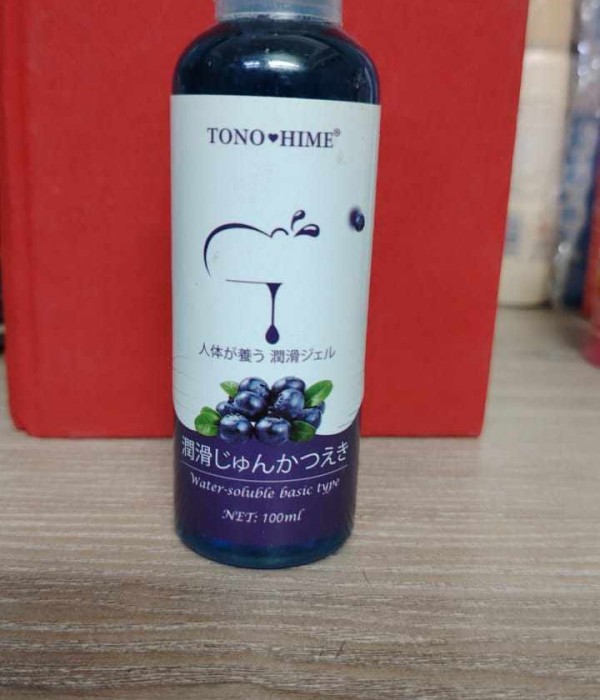 TONO♥HIME®
人体が養う 潤滑ジェル
潤滑じゅんかつえき
Water-soluble basic type
NET: 100ml